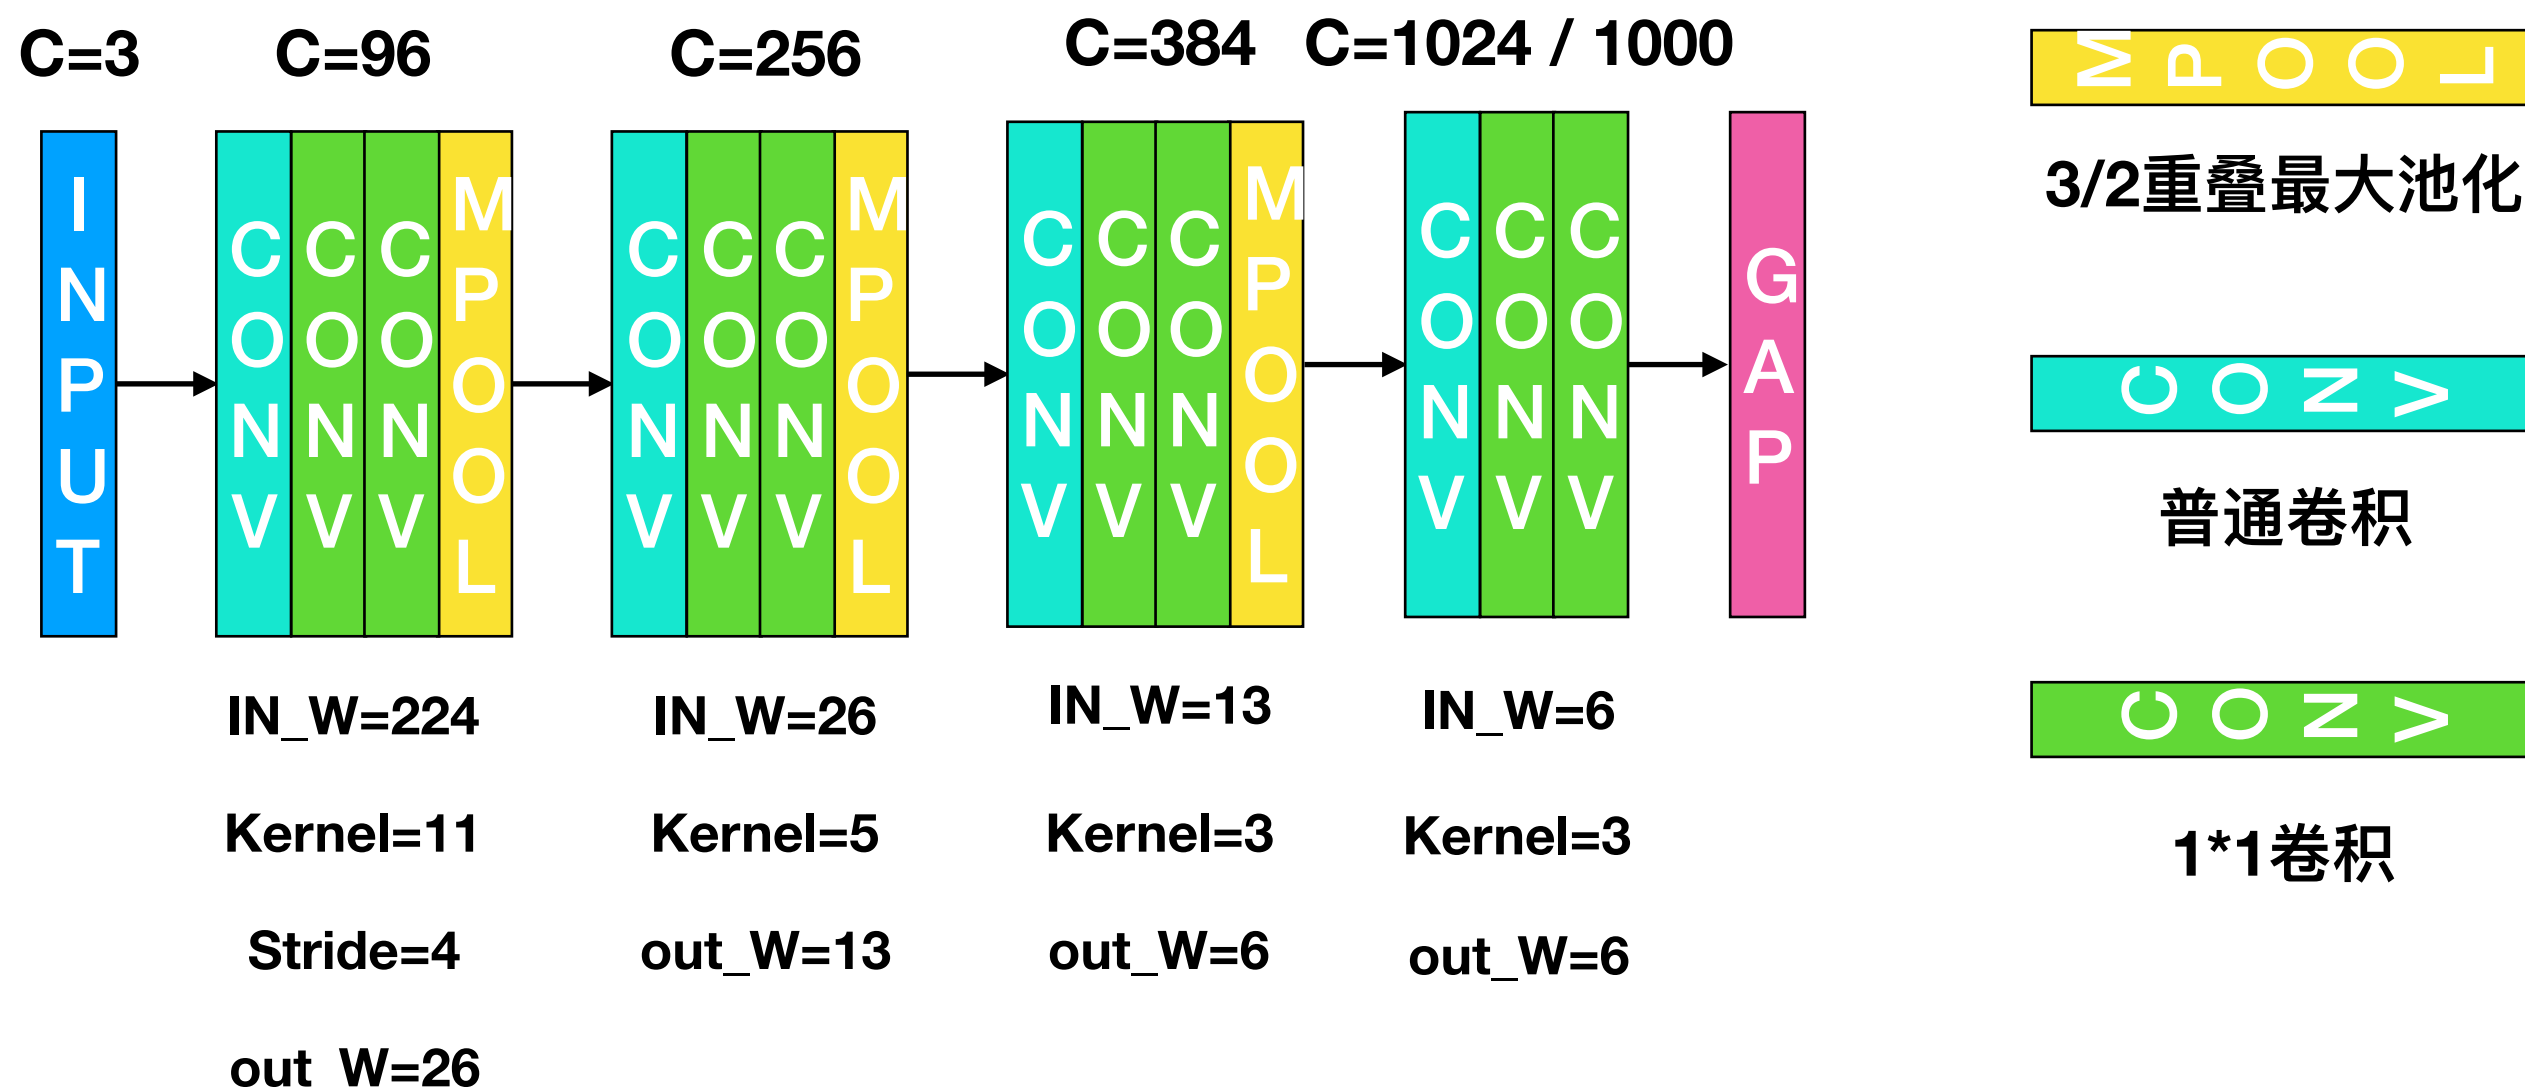 C=3
C=96
C=256
C=384
C=1024 / 1000
INPUT
CONV
CONV
CONV
MPOOL
CONV
CONV
CONV
MPOOL
CONV
CONV
CONV
MPOOL
CONV
CONV
CONV
GAP
IN_W=224
Kernel=11
Stride=4
out_W=26
IN_W=26
Kernel=5
out_W=13
IN_W=13
Kernel=3
out_W=6
IN_W=6
Kernel=3
out_W=6
MPOOL
3/2重叠最大池化
CONV
普通卷积
CONV
1*1卷积